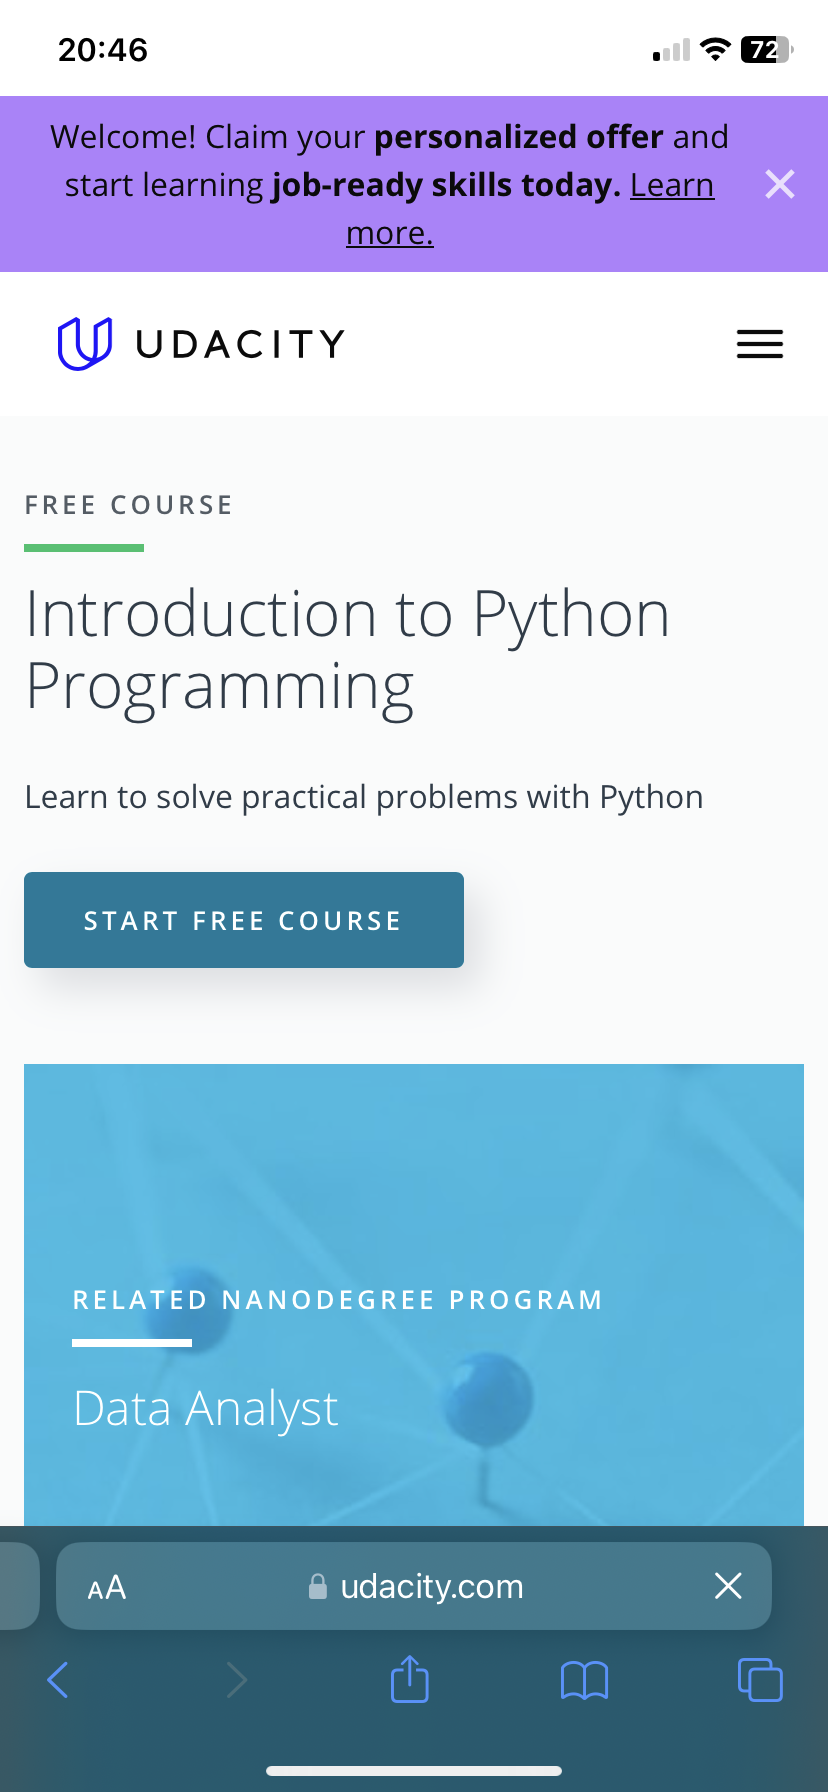 20:46
72
Welcome! Claim your personalized offer and
start learning job-ready skills today. Learn
more.
UDACITY
FREE COURSE
Introduction to Python
Programming
Learn to solve practical problems with Python
START FREE COURSE
RELATED NANODEGREE PROGRAM
Data Analyst
AA
udacity.com